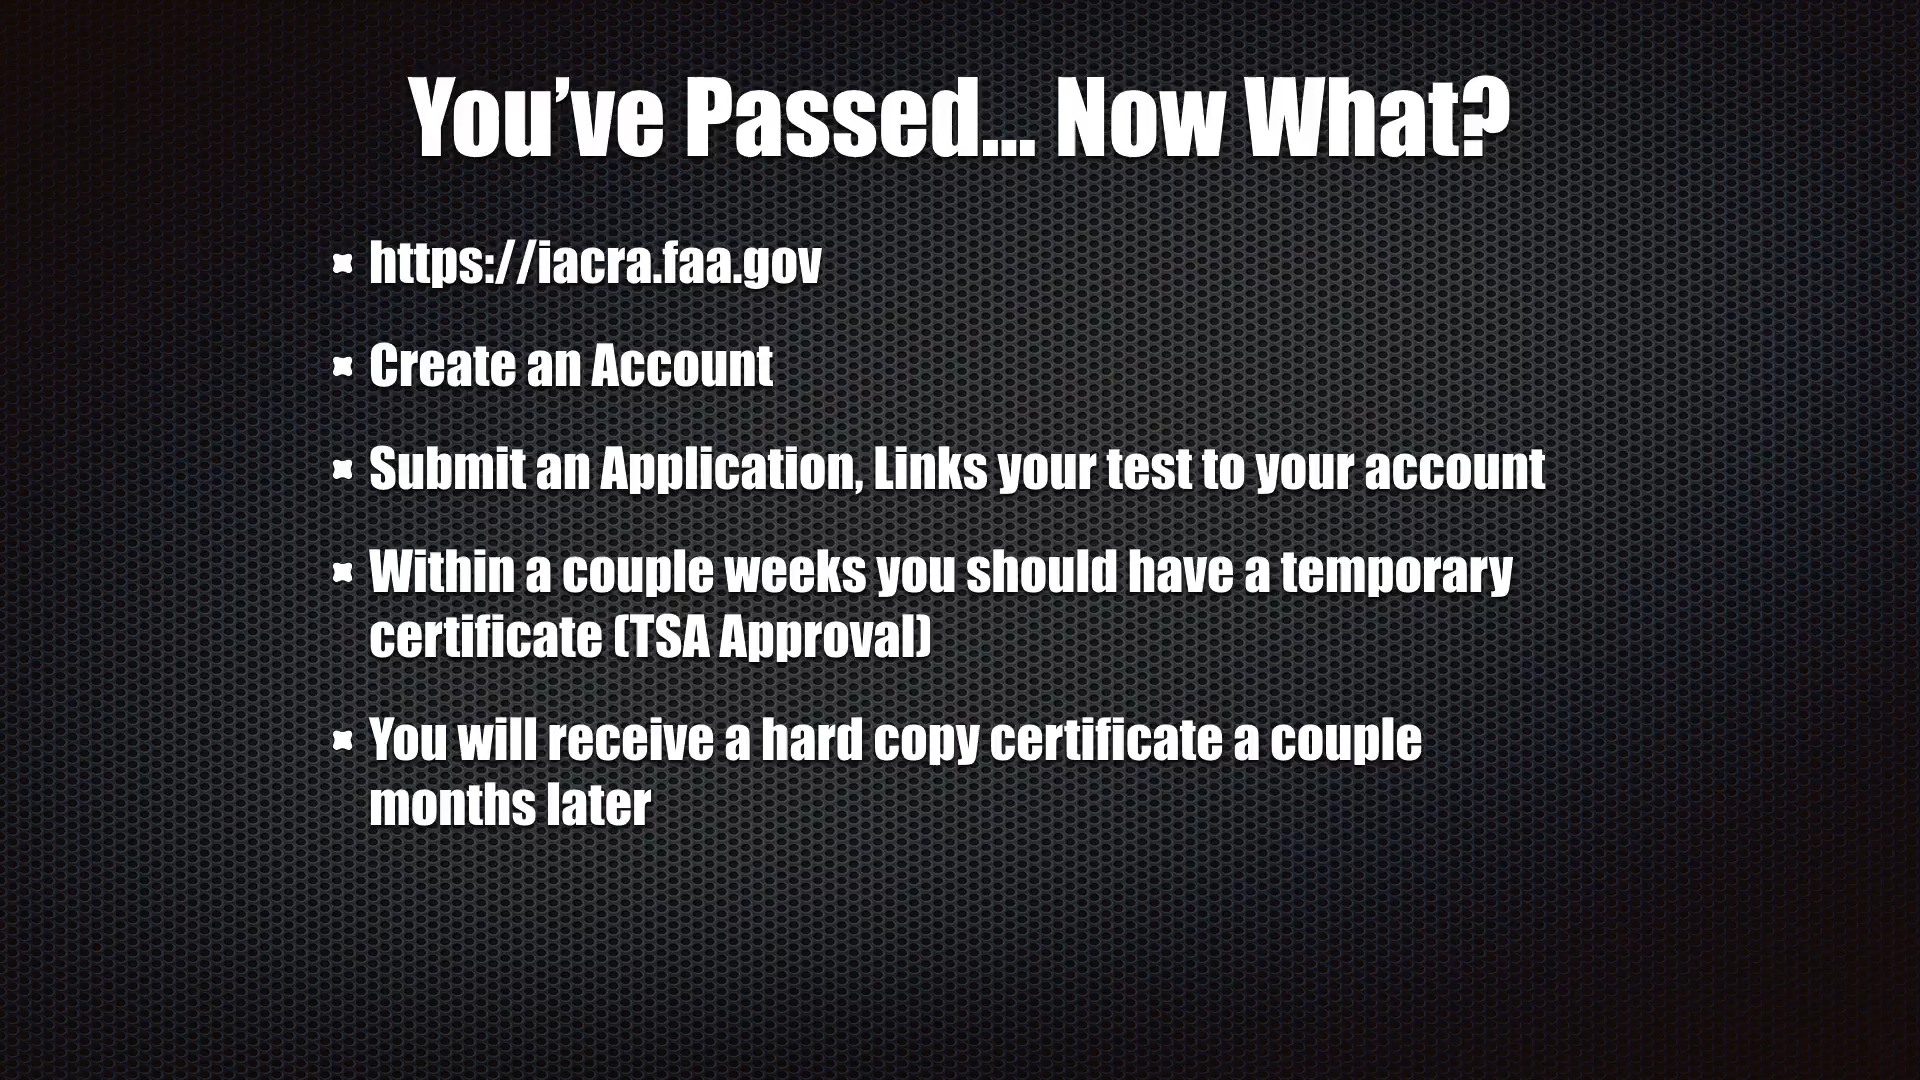 You’ve Passed... Now What?
https://iacra.faa.gov
Create an Account
Submit an Application, Links your test to your account
Within a couple weeks you should have a temporary
certificate (TSA Approval)
You will receive a hard copy certificate a couple
months later